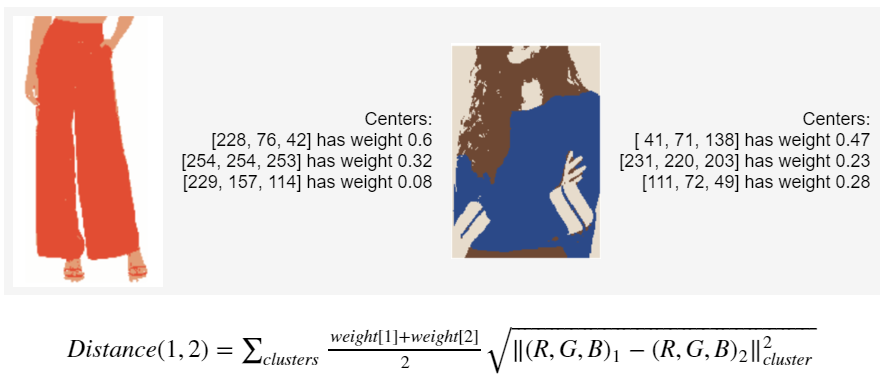 Centers:
[228, 76, 42] has weight 0.6
[254, 254, 253] has weight 0.32
[229, 157, 114] has weight 0.08
Centers:
[ 41, 71, 138] has weight 0.47
[231, 220, 203] has weight 0.23
[111, 72, 49] has weight 0.28
Distance(1, 2) = ∑_{clusters} \frac{weight[1]+weight[2]}{2} \sqrt{‖(R, G, B)_1 − (R, G, B)_2‖^2_{cluster}}